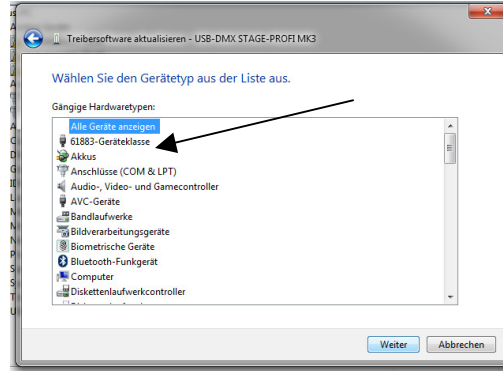 Treibersoftware aktualisieren - USB-DMX STAGE-PROFI MK3
Wählen Sie den Gerätetyp aus der Liste aus.
Gängige Hardwaretypen:
Alle Geräte anzeigen
61883-Geräteklasse
Akkus
Anschlüsse (COM & LPT)
Audio-, Video- und Gamecontroller
AVC-Geräte
Bandlaufwerke
Bildverarbeitungsgeräte
Biometrische Geräte
Bluetooth-Funkgerät
Computer
Diskettenlaufwerkcontroller
Weiter
Abbrechen